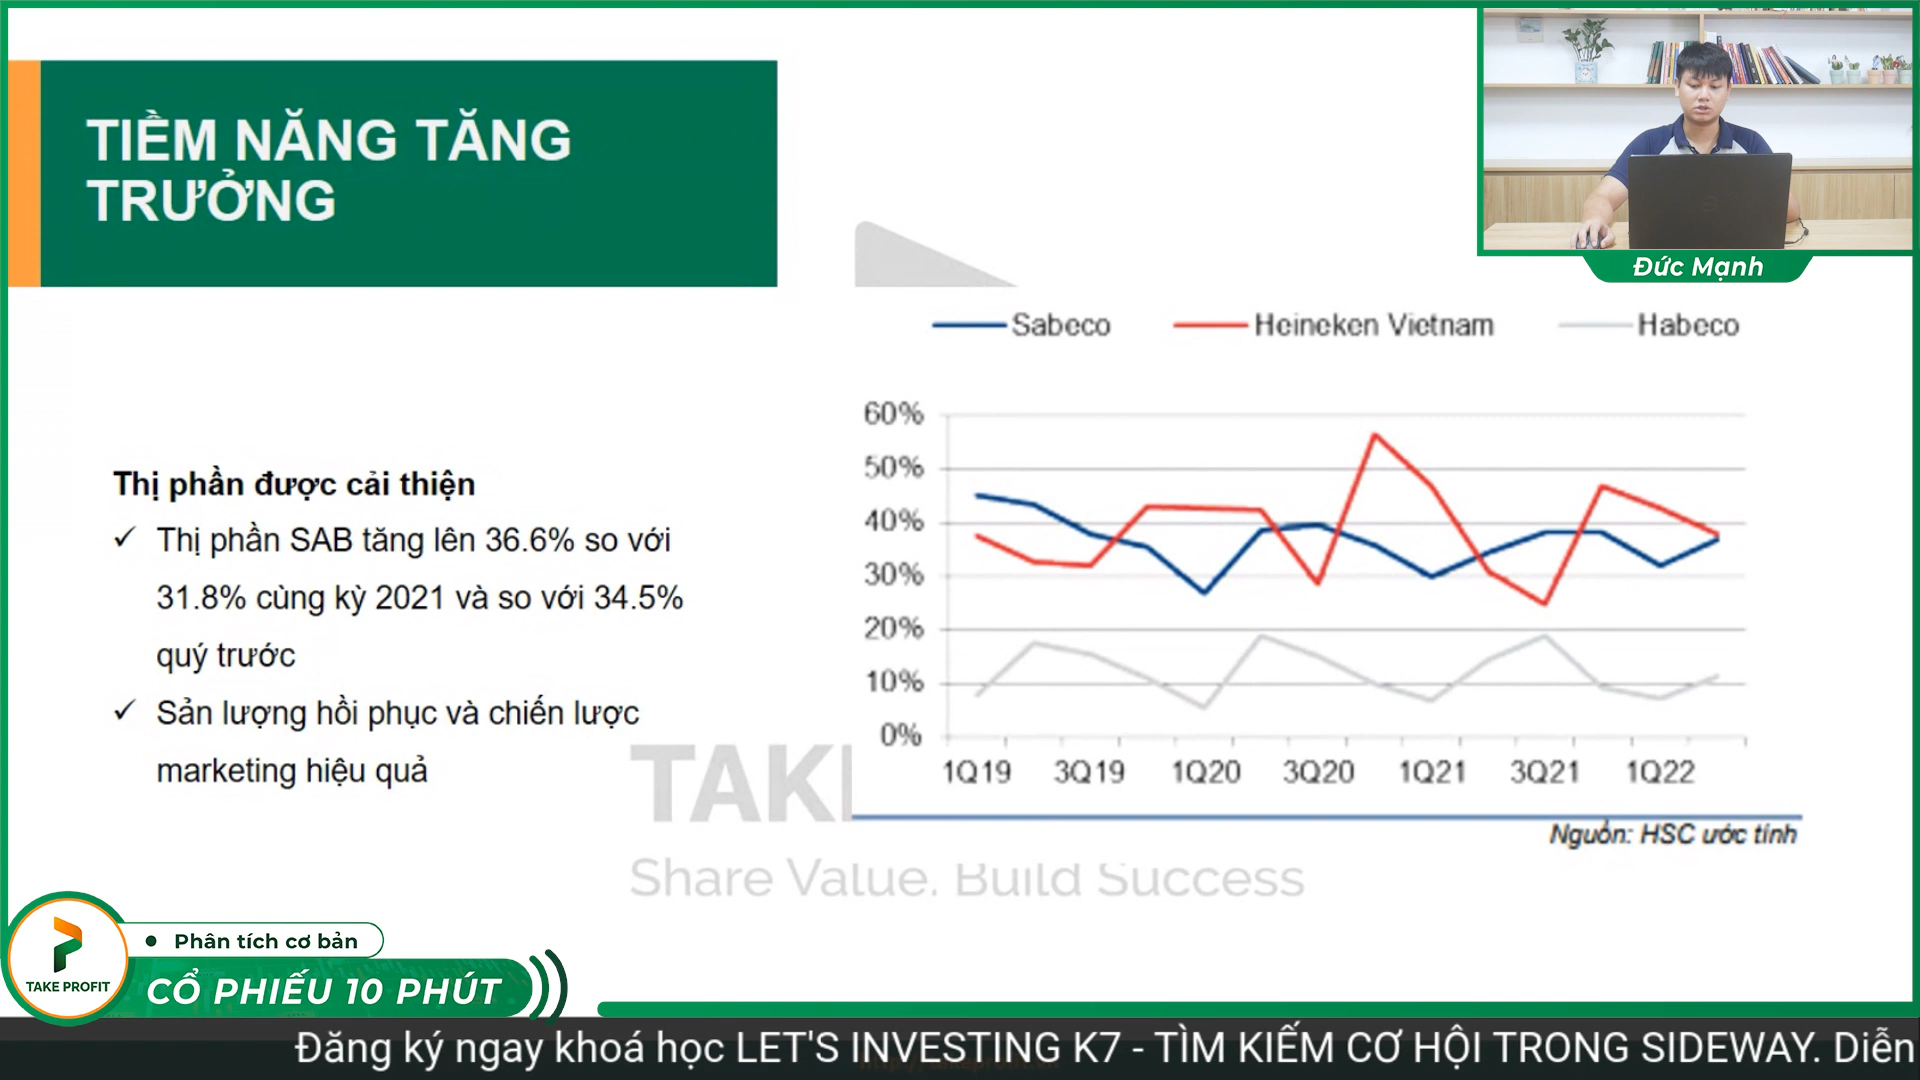 TIỀM NĂNG TĂNG
TRƯỞNG
Đức Mạnh
Thị phần được cải thiện
✓ Thị phần SAB tăng lên 36.6% so với
31.8% cùng kỳ 2021 và so với 34.5%
quý trước
✓ Sản lượng hồi phục và chiến lược
marketing hiệu quả
Sabeco
Heineken Vietnam
Habeco
60%
50%
40%
30%
20%
10%
0%
1Q19 3Q19 1Q20 3Q20 1Q21 3Q21 1Q22
Nguồn: HSC ước tính
Share Value. Build Success
TAKE PROFIT
• Phân tích cơ bản
CỔ PHIẾU 10 PHÚT
Đăng ký ngay khoá học LET'S INVESTING K7 - TÌM KIẾM CƠ HỘI TRONG SIDEWAY. Diễn